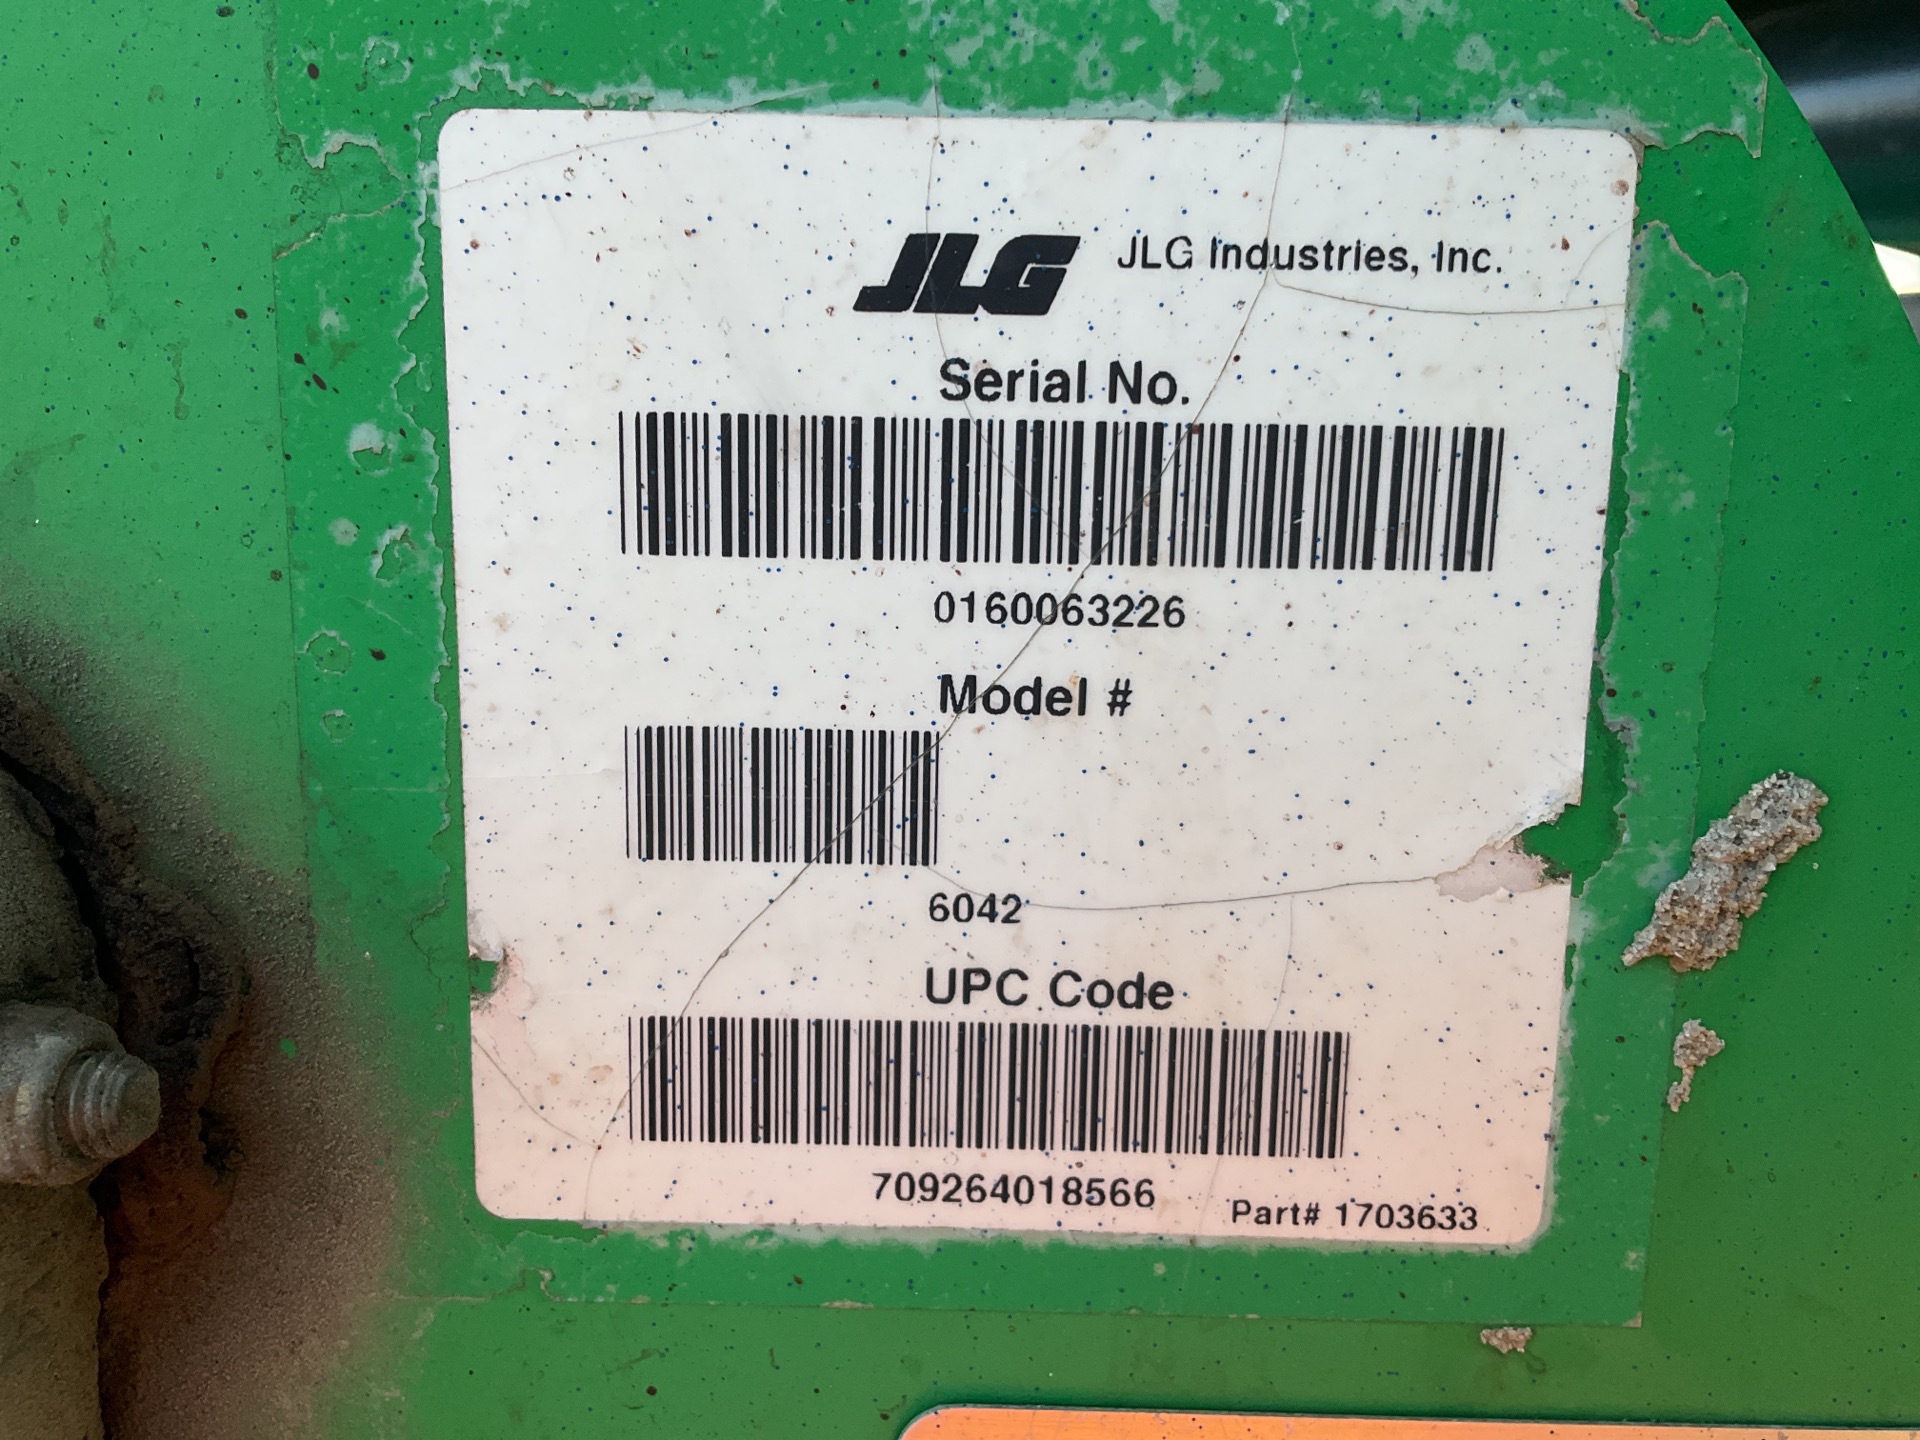 JLG JLG Industries, Inc.
Serial No.
0160063226
Model #
6042
UPC Code
709264018566
Part# 1703633